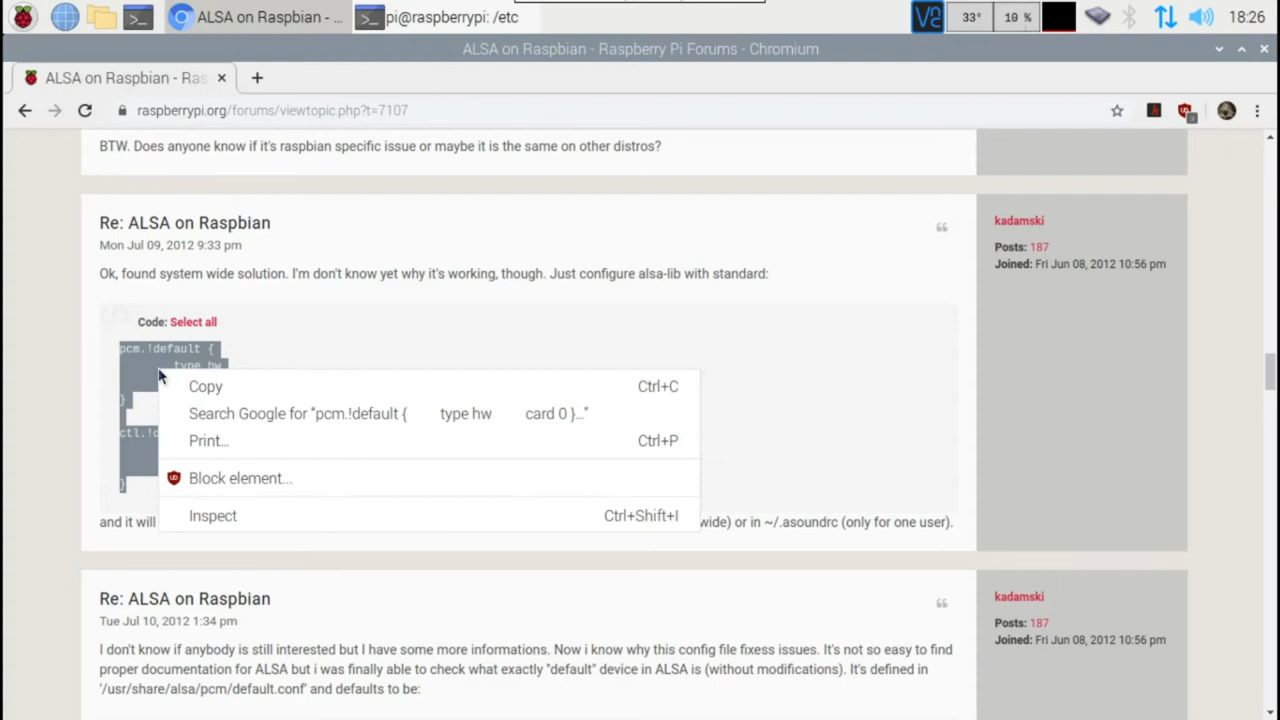 ALSA on Raspbian - ...
pi@raspberrypi: /etc
V2
33°
10 %
18:26
ALSA on Raspbian - Raspberry Pi Forums - Chromium
ALSA on Raspbian - Ras
raspberrypi.org/forums/viewtopic.php?t=7107
3
BTW. Does anyone know if it's raspbian specific issue or maybe it is the same on other distros?
Re: ALSA on Raspbian
Mon Jul 09, 2012 9:33 pm
kadamski
Posts: 187
Joined: Fri Jun 08, 2012 10:56 pm
Ok, found system wide solution. I'm don't know yet why it's working, though. Just configure alsa-lib with standard:
Code: Select all
pcm.!default {
type hw
}
ctl.!d
}
Copy Ctrl+C
Search Google for "pcm.!default { type hw card 0 }..."
Print... Ctrl+P
Block element...
Inspect Ctrl+Shift+I
and it will wide) or in ~/.asoundrc (only for one user).
Re: ALSA on Raspbian
Tue Jul 10, 2012 1:34 pm
kadamski
Posts: 187
Joined: Fri Jun 08, 2012 10:56 pm
I don't know if anybody is still interested but I have some more informations. Now i know why this config file fixess issues. It's not so easy to find
proper documentation for ALSA but i was finally able to check what exactly "default" device in ALSA is (without modifications). It's defined in
'/usr/share/alsa/pcm/default.conf' and defaults to be: